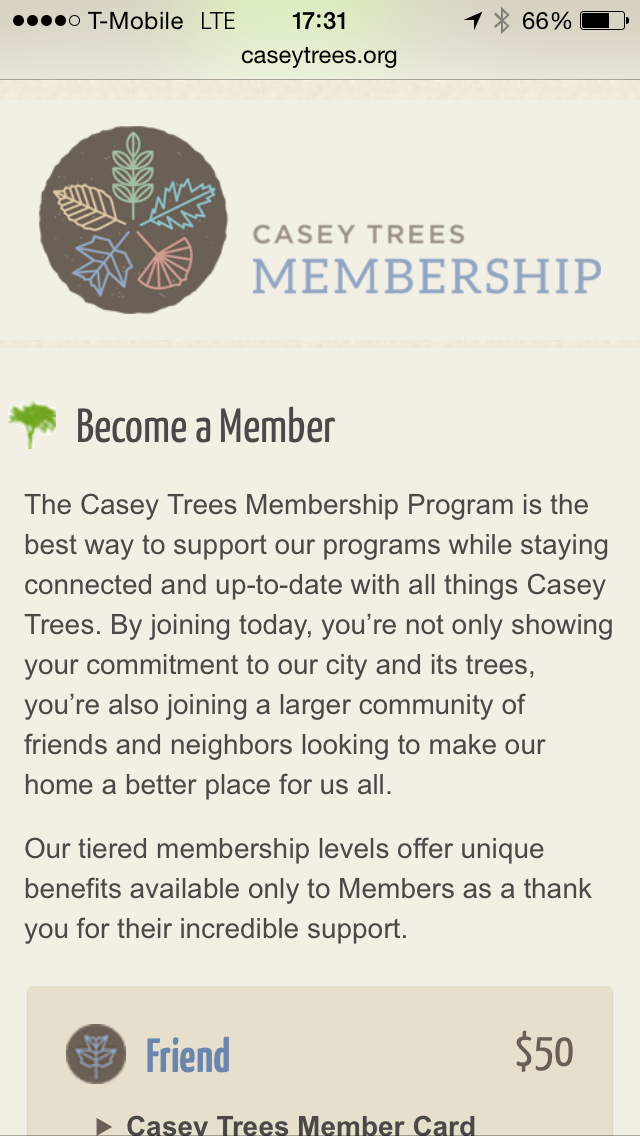 T-Mobile LTE 17:31 66%
caseytrees.org
CASEY TREES
MEMBERSHIP
Become a Member
The Casey Trees Membership Program is the
best way to support our programs while staying
connected and up-to-date with all things Casey
Trees. By joining today, you’re not only showing
your commitment to our city and its trees,
you’re also joining a larger community of
friends and neighbors looking to make our
home a better place for us all.
Our tiered membership levels offer unique
benefits available only to Members as a thank
you for their incredible support.
Friend $50
Casey Trees Member Card